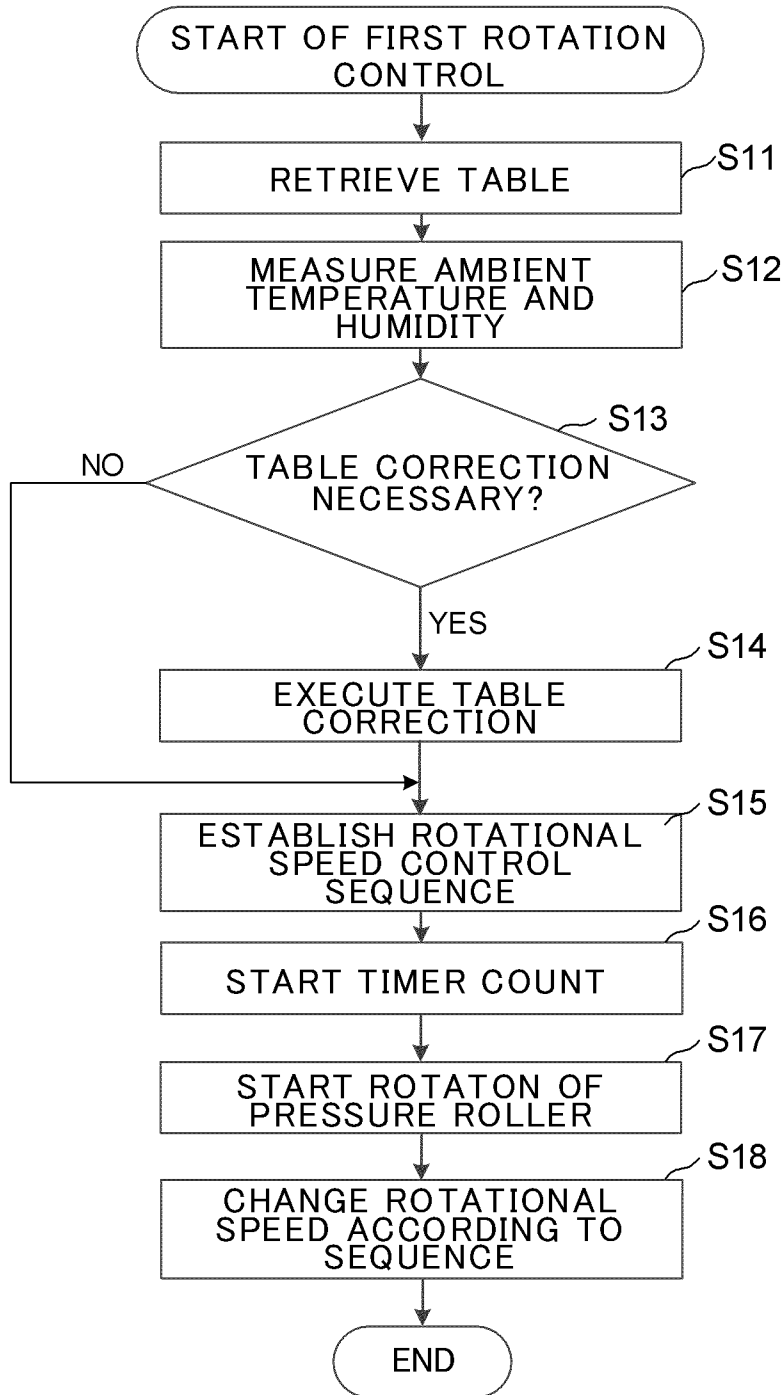 START OF FIRST ROTATION
CONTROL
S11
RETRIEVE TABLE
S12
MEASURE AMBIENT
TEMPERATURE AND
HUMIDITY
S13
NO
TABLE CORRECTION
NECESSARY?
YES
S14
EXECUTE TABLE
CORRECTION
S15
ESTABLISH ROTATIONAL
SPEED CONTROL
SEQUENCE
S16
START TIMER COUNT
S17
START ROTATON OF
PRESSURE ROLLER
S18
CHANGE ROTATIONAL
SPEED ACCORDING TO
SEQUENCE
END